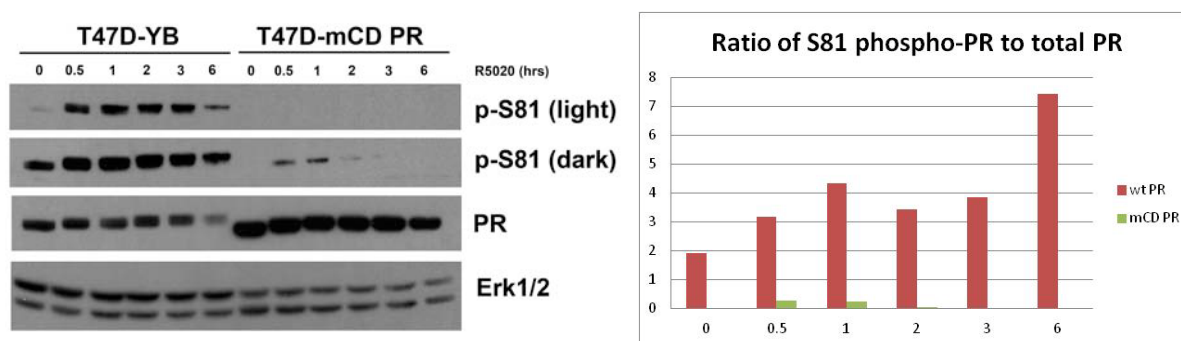 T47D-YB T47D-mCD PR
0 0.5 1 2 3 6 0 0.5 1 2 3 6 R5020 (hrs)
p-S81 (light)
p-S81 (dark)
PR
Erk1/2
Ratio of S81 phospho-PR to total PR
8
7
6
5
4
3
2
1
0
0 0.5 1 2 3 6
wt PR
mCD PR